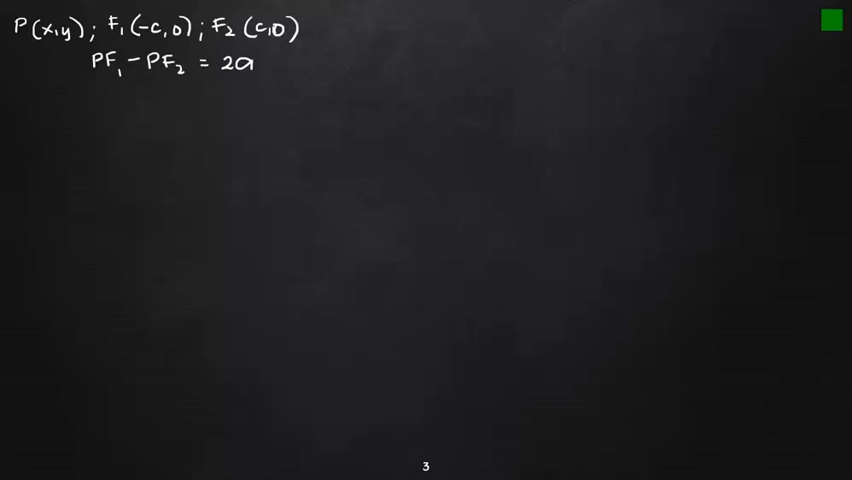 P(x,y); F₁(-c,0); F₂(c,0)
PF₁ - PF₂ = 2a
3